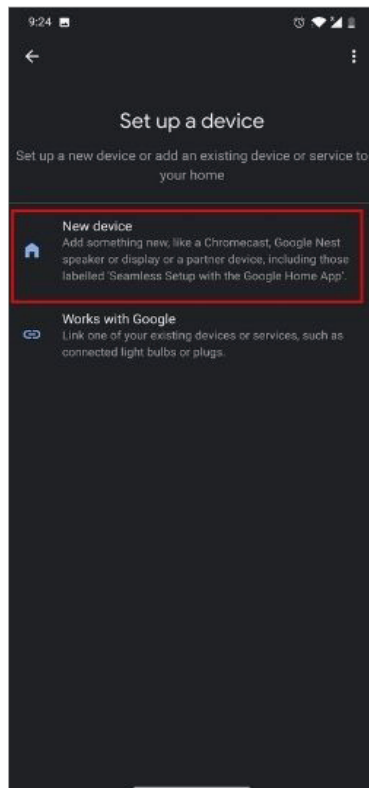 9:24
Set up a device
Set up a new device or add an existing device or service to
your home
New device
Add something new, like a Chromecast, Google Nest
speaker or display or a partner device, including those
labelled 'Seamless Setup with the Google Home App'.
Works with Google
Link one of your existing devices or services, such as
connected light bulbs or plugs.